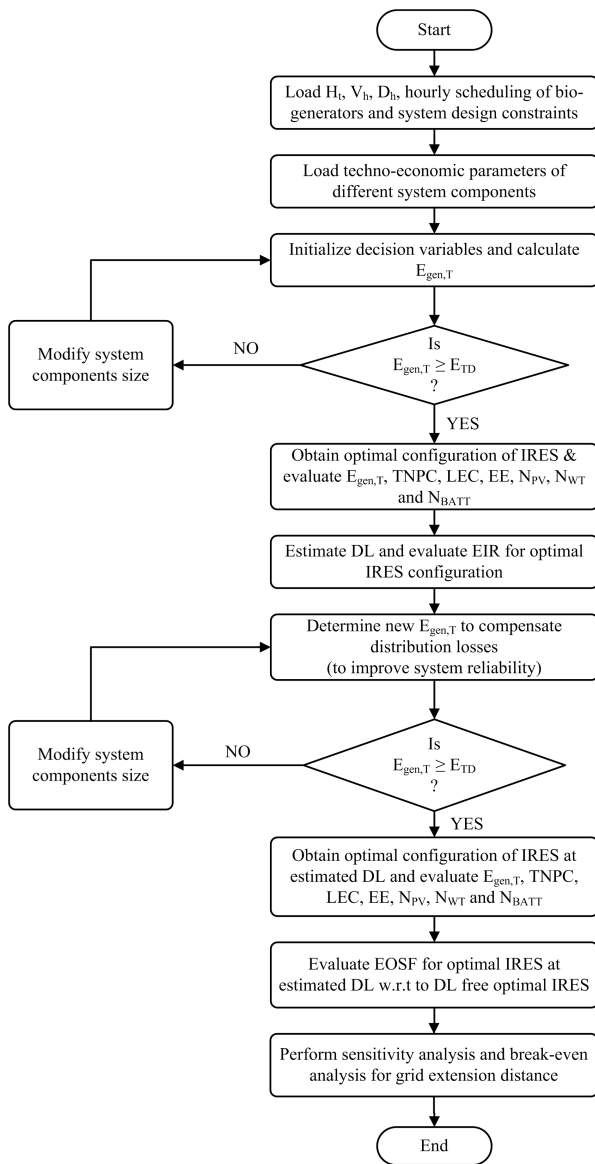 Start
Load Hₜ, Vₕ, Dₕ, hourly scheduling of bio-
generators and system design constraints
Load techno-economic parameters of
different system components
Initialize decision variables and calculate
E_gen,T
Modify system
components size
NO
Is
E_gen,T ≥ E_TD
?
YES
Obtain optimal configuration of IRES &
evaluate E_gen,T, TNPC, LEC, EE, N_PV, N_WT
and N_BATT
Estimate DL and evaluate EIR for optimal
IRES configuration
Determine new E_gen,T to compensate
distribution losses
(to improve system reliability)
Modify system
components size
NO
Is
E_gen,T ≥ E_TD
?
YES
Obtain optimal configuration of IRES at
estimated DL and evaluate E_gen,T, TNPC,
LEC, EE, N_PV, N_WT and N_BATT
Evaluate EOSF for optimal IRES at
estimated DL w.r.t to DL free optimal IRES
Perform sensitivity analysis and break-even
analysis for grid extension distance
End